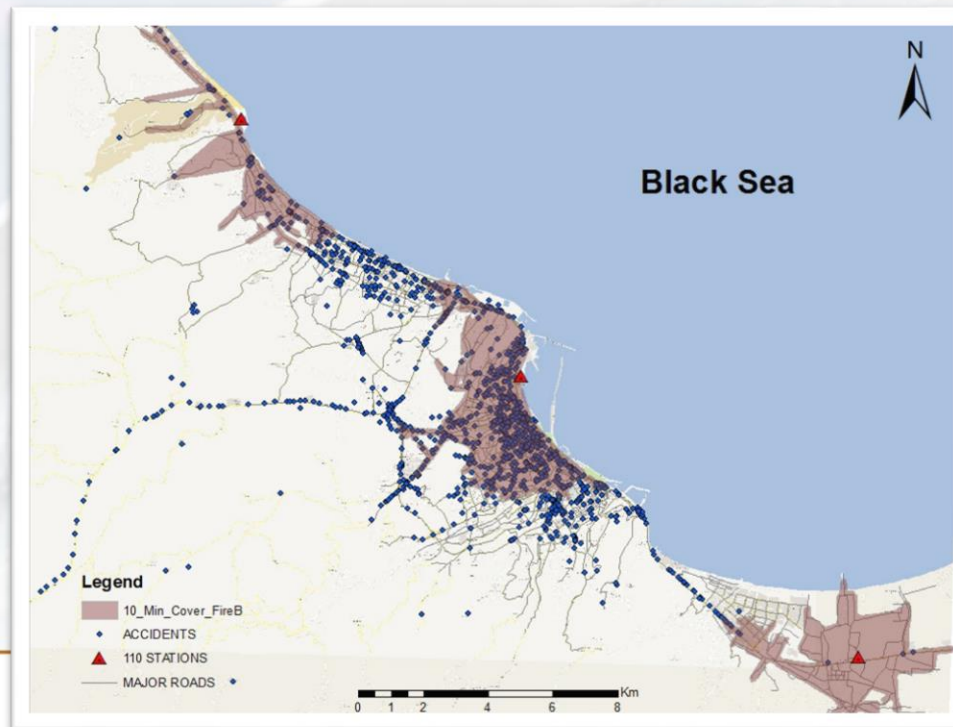 N
Black Sea
Legend
10_Min_Cover_FireB
ACCIDENTS
110 STATIONS
MAJOR ROADS
Km
0 1 2 4 6 8